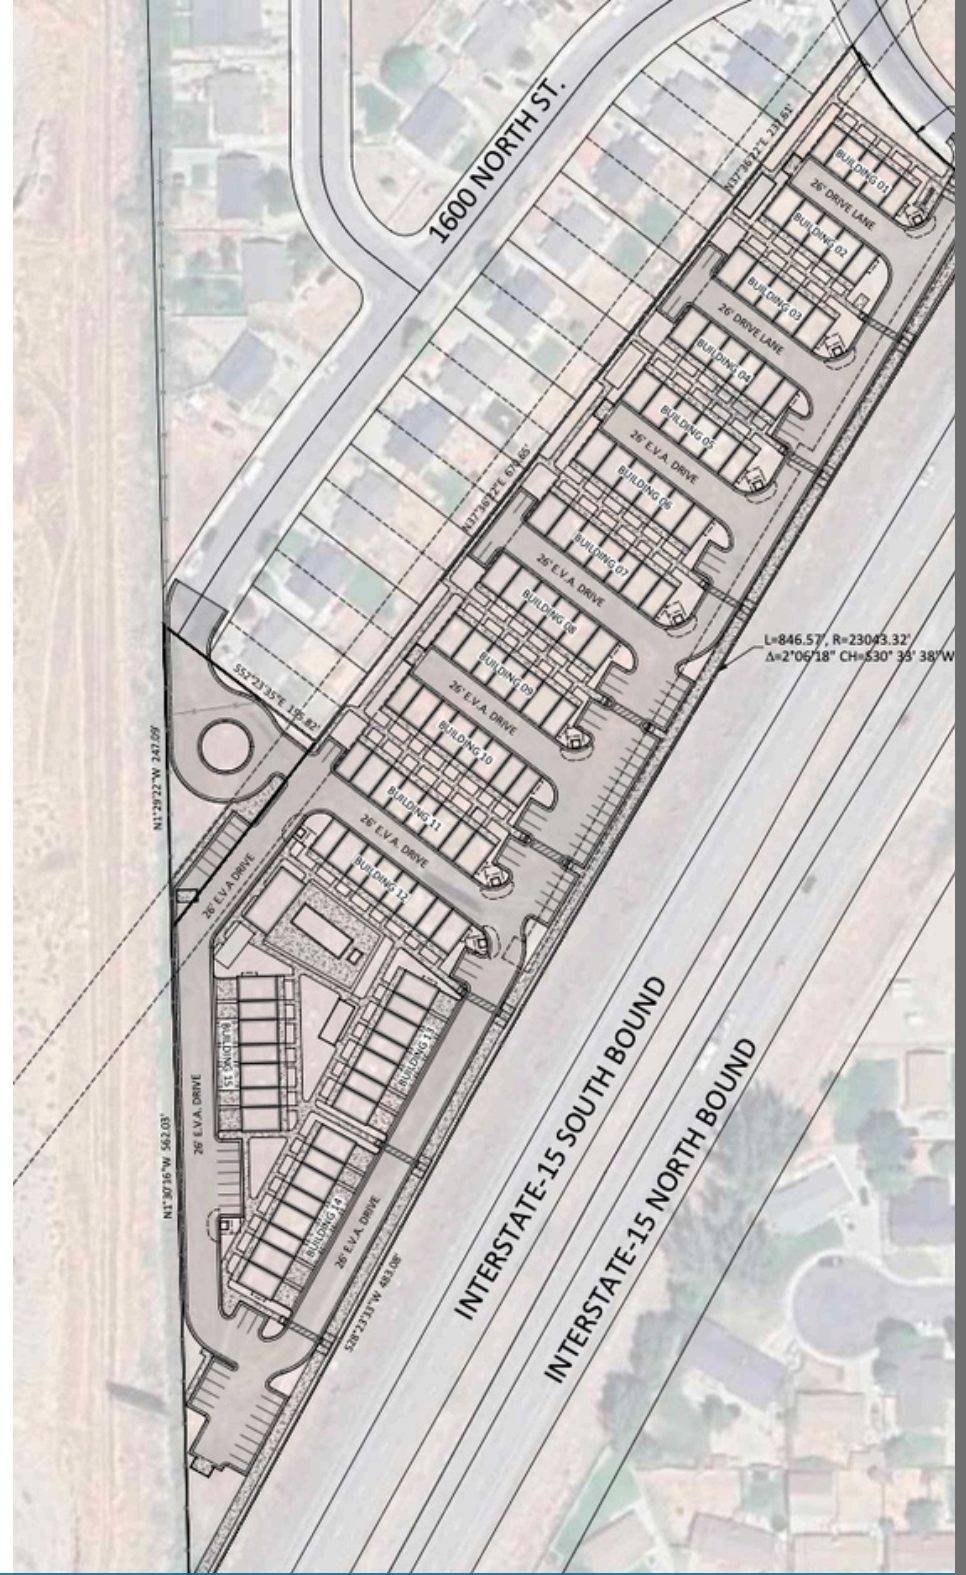 1600 NORTH ST.
N37°36'22"E 237.61'
BUILDING 01
26' DRIVE LANE
BUILDING 02
BUILDING 03
26' DRIVE LANE
BUILDING 04
BUILDING 05
26' E.V.A. DRIVE
BUILDING 06
N37°36'22"E 679.65'
BUILDING 07
26' E.V.A. DRIVE
BUILDING 08
L=846.57', R=23043.32'
Δ=2°06'18" CH=S30° 33' 38"W
BUILDING 09
S52°23'35"E 195.82'
26' E.V.A. DRIVE
BUILDING 10
N1°29'22"W 247.09'
BUILDING 11
26' E.V.A. DRIVE
BUILDING 12
26' E.V.A DRIVE
BUILDING 13
BUILDING 15
26' E.V.A. DRIVE
N1°30'16"W 562.03'
BUILDING 14
26' E.V.A. DRIVE
S28°23'33"W 483.08'
INTERSTATE-15 SOUTH BOUND
INTERSTATE-15 NORTH BOUND